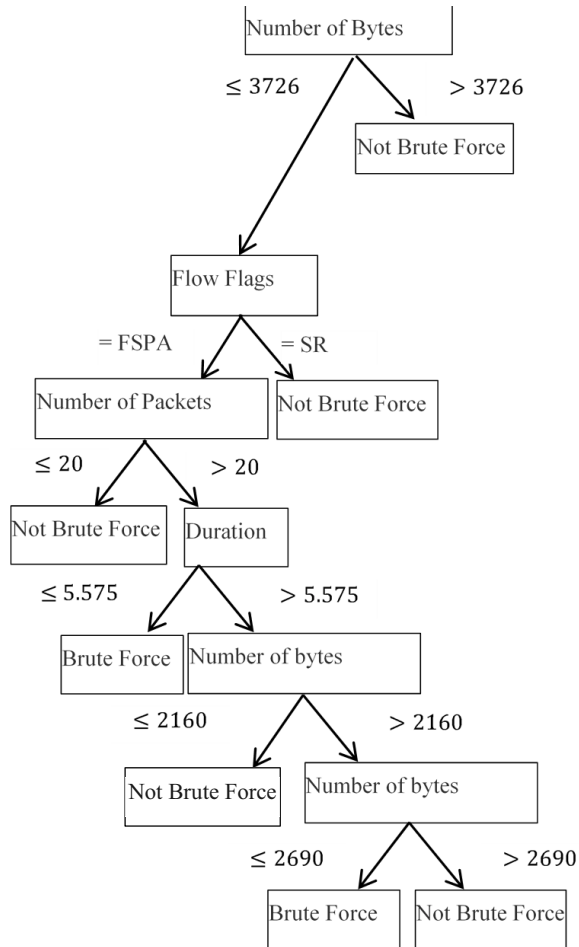 Number of Bytes
≤ 3726
> 3726
Not Brute Force
Flow Flags
= FSPA
= SR
Number of Packets
Not Brute Force
≤ 20
> 20
Not Brute Force
Duration
≤ 5.575
> 5.575
Brute Force
Number of bytes
≤ 2160
> 2160
Not Brute Force
Number of bytes
≤ 2690
> 2690
Brute Force
Not Brute Force